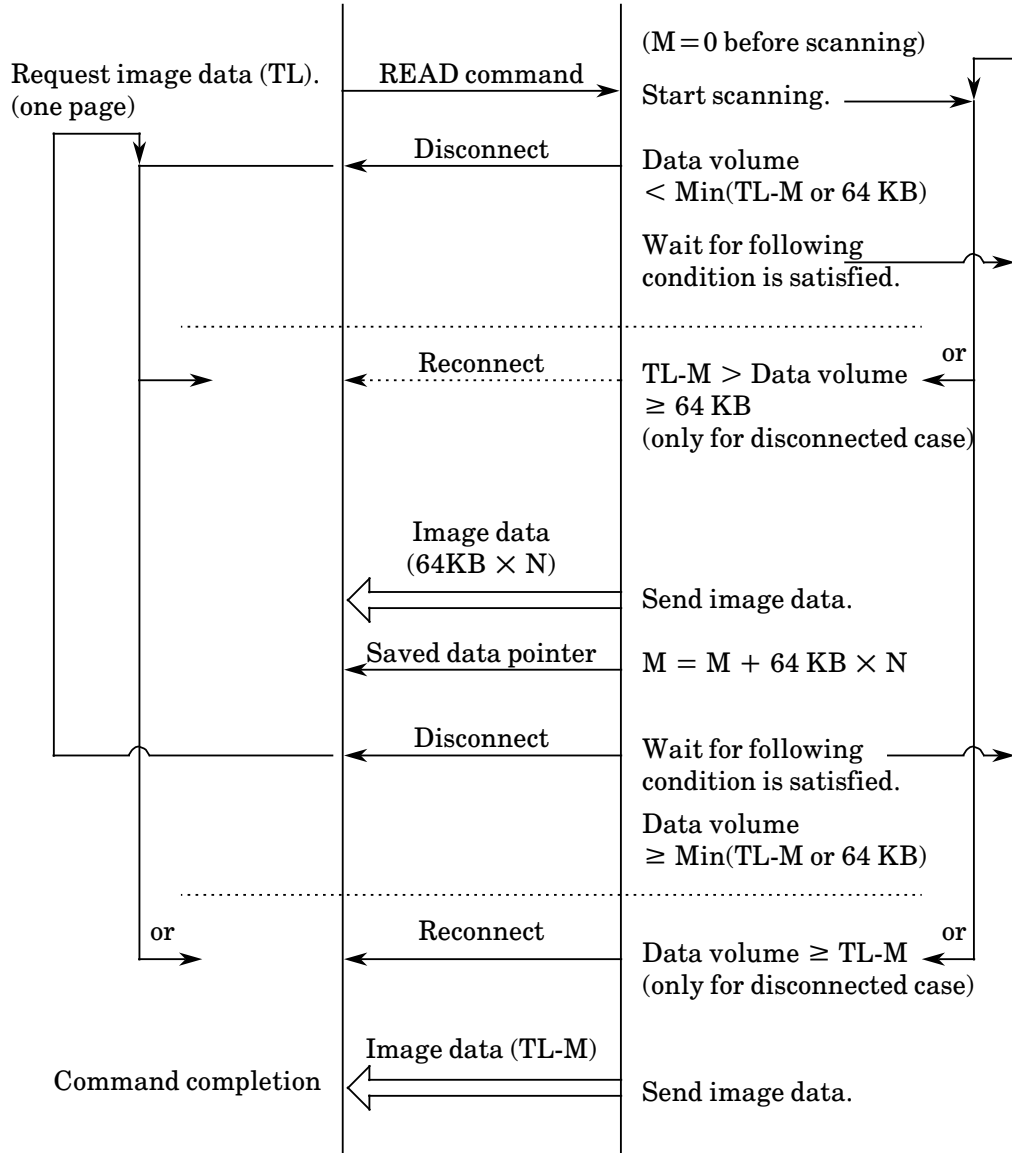 (M=0 before scanning)
Request image data (TL).
(one page)
READ command
Start scanning.
Disconnect
Data volume
< Min(TL-M or 64 KB)
Wait for following
condition is satisfied.
Reconnect
TL-M > Data volume
≥ 64 KB
(only for disconnected case)
or
Image data
(64KB × N)
Send image data.
Saved data pointer
M = M + 64 KB × N
Disconnect
Wait for following
condition is satisfied.
Data volume
≥ Min(TL-M or 64 KB)
or
Reconnect
Data volume ≥ TL-M
(only for disconnected case)
or
Image data (TL-M)
Command completion
Send image data.